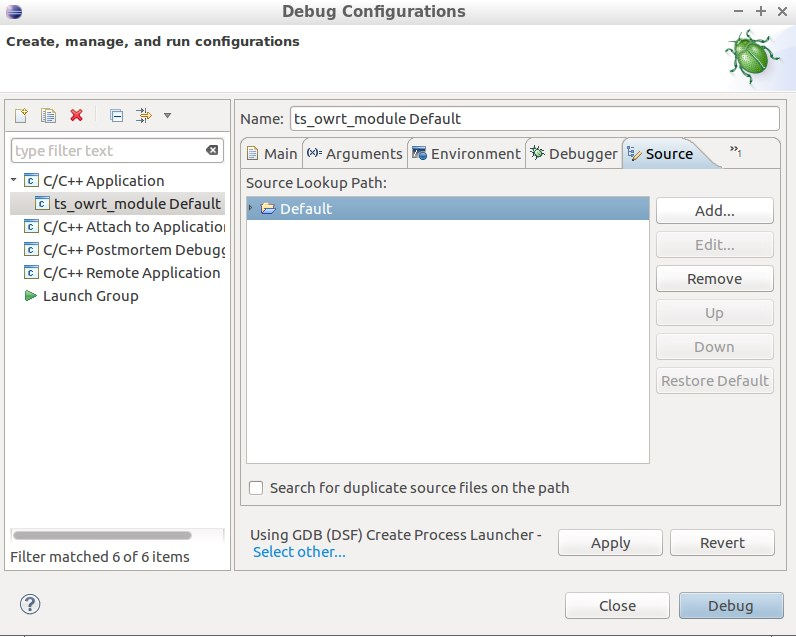 Debug Configurations
Create, manage, and run configurations
Name: ts_owrt_module Default
type filter text
Main (x)= Arguments Environment Debugger Source »1
C/C++ Application
ts_owrt_module Default
C/C++ Attach to Application
C/C++ Postmortem Debugg
C/C++ Remote Application
Launch Group
Source Lookup Path:
Default
Add...
Edit...
Remove
Up
Down
Restore Default
Search for duplicate source files on the path
Filter matched 6 of 6 items
Using GDB (DSF) Create Process Launcher -
Select other...
Apply Revert
? Close Debug